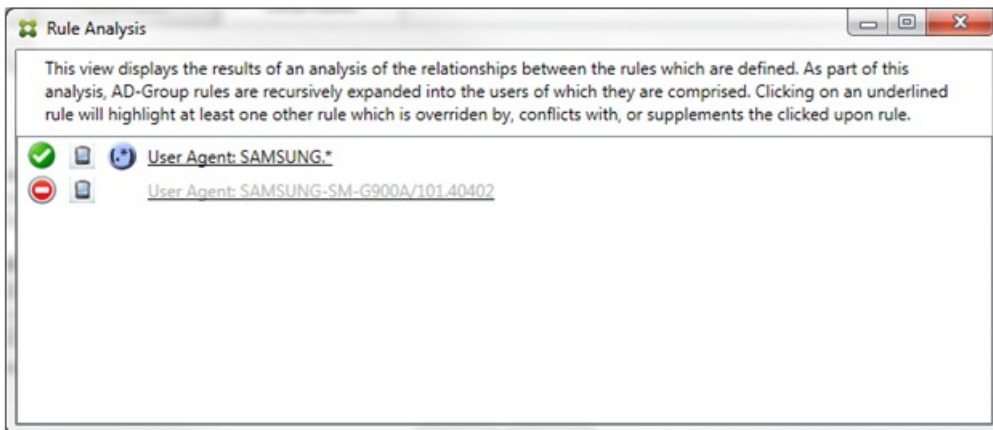 Rule Analysis
This view displays the results of an analysis of the relationships between the rules which are defined. As part of this
analysis, AD-Group rules are recursively expanded into the users of which they are comprised. Clicking on an underlined
rule will highlight at least one other rule which is overriden by, conflicts with, or supplements the clicked upon rule.
(.*) User Agent: SAMSUNG.*
User Agent: SAMSUNG-SM-G900A/101.40402